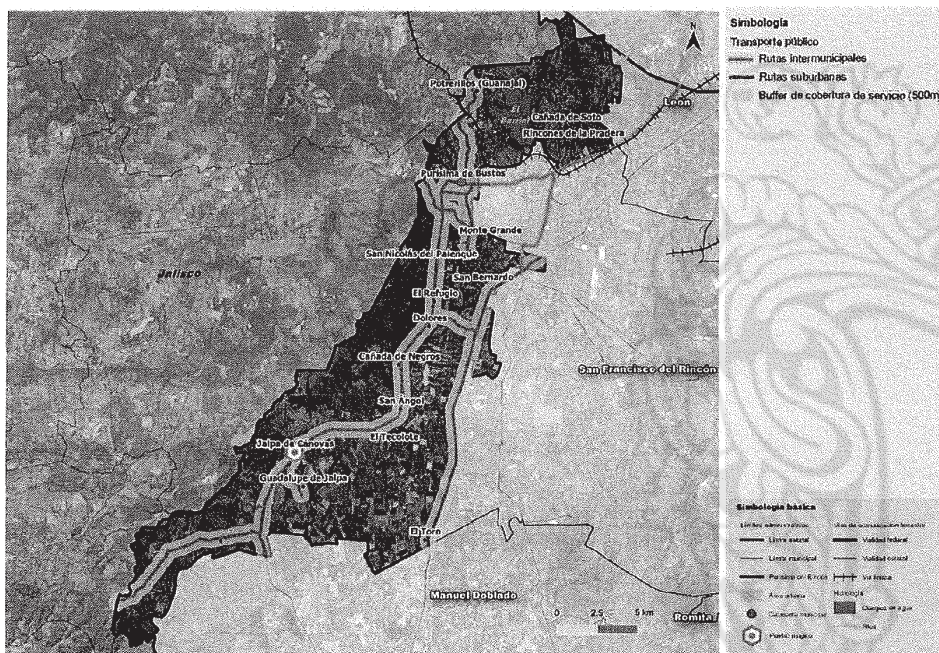 N
Potrerillos (Guanajal)
León
Cañada de Soto
Rincones de la Pradera
Purísima de Bustos
Monte Grande
San Nicolás del Palenque
Jalisco
San Bernardo
El Refugio
Dolores
Cañada de Negros
San Francisco del Rincón
San Ángel
El Tecolote
Jalpa de Cánovas
Guadalupe de Jalpa
El Toro
Manuel Doblado
0 2.5 5 km
Romita
Simbología
Transporte público
Rutas intermunicipales
Rutas suburbanas
Buffer de cobertura de servicio (500m
Simbología básica
Límite estatal
Vialidad federal
Límite municipal
Vialidad estatal
Vía férrea
Área urbana
Hidrología
Cabecera municipal
Cuerpos de agua
Ríos
Pueblo mágico